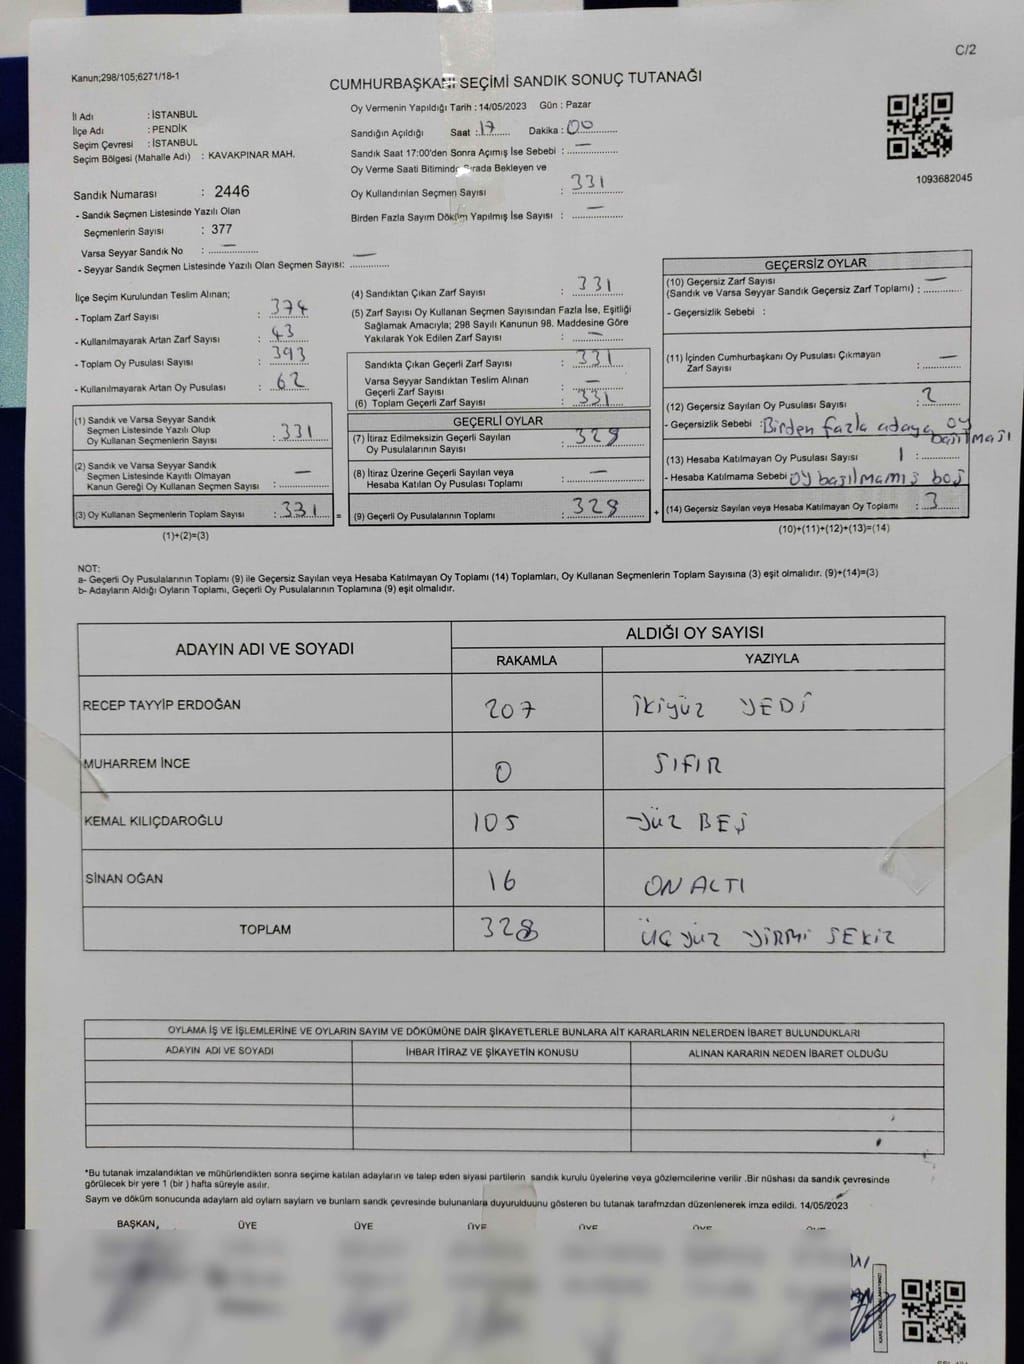 C/2
Kanun;298/105;6271/18-1
CUMHURBAŞKANI SEÇİMİ SANDIK SONUÇ TUTANAĞI
İl Adı : İSTANBUL
İlçe Adı : PENDİK
Seçim Çevresi : İSTANBUL
Seçim Bölgesi (Mahalle Adı) : KAVAKPINAR MAH.
Oy Vermenin Yapıldığı Tarih : 14/05/2023 Gün : Pazar
Sandığın Açıldığı Saat : 17 Dakika : 00
Sandık Saat 17:00'den Sonra Açımış İse Sebebi : —
Oy Verme Saati Bitiminde Sırada Bekleyen ve
Oy Kullandırılan Seçmen Sayısı : 331
Birden Fazla Sayım Döküm Yapılmış İse Sayısı : —
1093682045
Sandık Numarası : 2446
- Sandık Seçmen Listesinde Yazılı Olan
Seçmenlerin Sayısı : 377
Varsa Seyyar Sandık No : —
- Seyyar Sandık Seçmen Listesinde Yazılı Olan Seçmen Sayısı: —
İlçe Seçim Kurulundan Teslim Alınan;
- Toplam Zarf Sayısı : 374
- Kullanılmayarak Artan Zarf Sayısı : 43
- Toplam Oy Pusulası Sayısı : 393
- Kullanılmayarak Artan Oy Pusulası : 62
(1) Sandık ve Varsa Seyyar Sandık
Seçmen Listesinde Yazılı Olup
Oy Kullanan Seçmenlerin Sayısı : 331
(2) Sandık ve Varsa Seyyar Sandık
Seçmen Listesinde Kayıtlı Olmayan
Kanun Gereği Oy Kullanan Seçmen Sayısı : —
(3) Oy Kullanan Seçmenlerin Toplam Sayısı : 331 =
(1)+(2)=(3)
(4) Sandıktan Çıkan Zarf Sayısı : 331
(5) Zarf Sayısı Oy Kullanan Seçmen Sayısından Fazla İse, Eşitliği
Sağlamak Amacıyla; 298 Sayılı Kanunun 98. Maddesine Göre
Yakılarak Yok Edilen Zarf Sayısı : —
Sandıkta Çıkan Geçerli Zarf Sayısı : 331
Varsa Seyyar Sandıktan Teslim Alınan
Geçerli Zarf Sayısı : —
(6) Toplam Geçerli Zarf Sayısı : 331
GEÇERLİ OYLAR
(7) İtiraz Edilmeksizin Geçerli Sayılan
Oy Pusulalarının Sayısı : 328
(8) İtiraz Üzerine Geçerli Sayılan veya
Hesaba Katılan Oy Pusulası Toplamı : —
(9) Geçerli Oy Pusulalarının Toplamı : 328 +
GEÇERSİZ OYLAR
(10) Geçersiz Zarf Sayısı
(Sandık ve Varsa Seyyar Sandık Geçersiz Zarf Toplamı) : —
- Geçersizlik Sebebi :
(11) İçinden Cumhurbaşkanı Oy Pusulası Çıkmayan
Zarf Sayısı : —
(12) Geçersiz Sayılan Oy Pusulası Sayısı : 2
- Geçersizlik Sebebi : Birden fazla adaya oy
basılması
(13) Hesaba Katılmayan Oy Pusulası Sayısı : 1
- Hesaba Katılmama Sebebi oy basılmamış boş
(14) Geçersiz Sayılan veya Hesaba Katılmayan Oy Toplamı : 3
(10)+(11)+(12)+(13)=(14)
NOT:
a- Geçerli Oy Pusulalarının Toplamı (9) ile Geçersiz Sayılan veya Hesaba Katılmayan Oy Toplamı (14) Toplamları, Oy Kullanan Seçmenlerin Toplam Sayısına (3) eşit olmalıdır. (9)+(14)=(3)
b- Adayların Aldığı Oyların Toplamı, Geçerli Oy Pusulalarının Toplamına (9) eşit olmalıdır.
ADAYIN ADI VE SOYADI ALDIĞI OY SAYISI
RAKAMLA YAZIYLA
RECEP TAYYİP ERDOĞAN 207 İKİYÜZ YEDİ
MUHARREM İNCE 0 SIFIR
KEMAL KILIÇDAROĞLU 105 YÜZ BEŞ
SİNAN OĞAN 16 ON ALTI
TOPLAM 328 ÜÇ YÜZ YİRMİ SEKİZ
OYLAMA İŞ VE İŞLEMLERİNE VE OYLARIN SAYIM VE DÖKÜMÜNE DAİR ŞİKAYETLERLE BUNLARA AİT KARARLARIN NELERDEN İBARET BULUNDUKLARI
ADAYIN ADI VE SOYADI İHBAR İTİRAZ VE ŞİKAYETİN KONUSU ALINAN KARARIN NEDEN İBARET OLDUĞU
*Bu tutanak imzalandıktan ve mühürlendikten sonra seçime katılan adayların ve talep eden siyasi partilerin sandık kurulu üyelerine veya gözlemcilerine verilir .Bir nüshası da sandık çevresinde
görülecek bir yere 1 (bir ) hafta süreyle asılır.
Sayım ve döküm sonucunda adaylarn ald oylarn saylarn ve bunlarn sandk çevresinde bulunanlara duyurulduunu gösteren bu tutanak tarafmzdan düzenlenerek imza edildi. 14/05/2023
BAŞKAN, ÜYE ÜYE ÜYE ÜYE ÜYE ÜYE